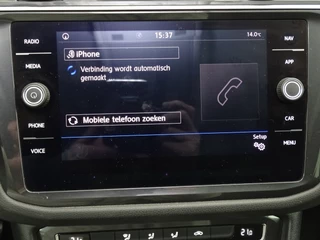 15:37
14.0°C
RADIO
MEDIA
PHONE
VOICE
iPhone
Verbinding wordt automatisch
gemaakt
Mobiele telefoon zoeken
Setup
NAV
APP
CAR
MENU